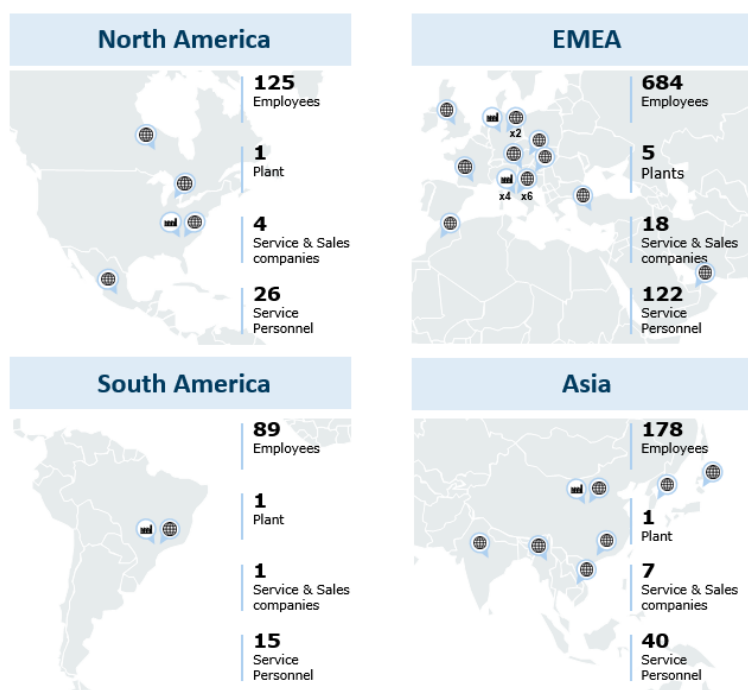 North America
125
Employees
1
Plant
4
Service & Sales
companies
26
Service
Personnel
EMEA
684
Employees
x2
5
Plants
x4 x6
18
Service & Sales
companies
122
Service
Personnel
South America
89
Employees
1
Plant
1
Service & Sales
companies
15
Service
Personnel
Asia
178
Employees
1
Plant
7
Service & Sales
companies
40
Service
Personnel